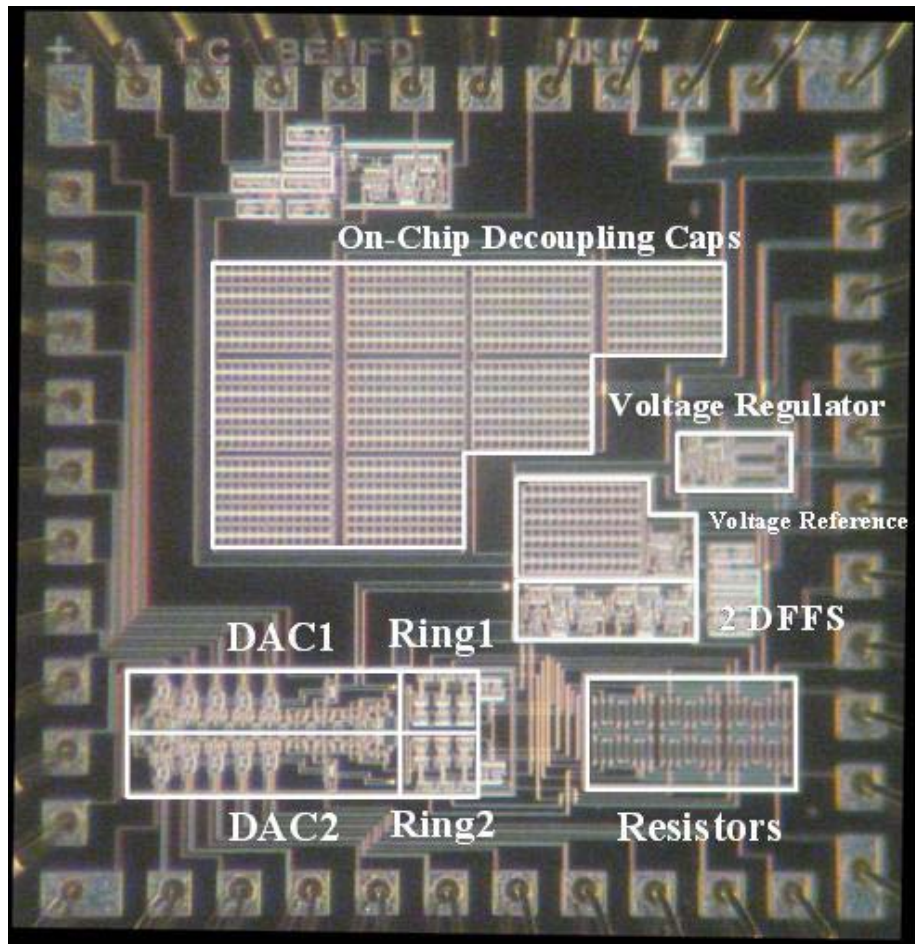 On-Chip Decoupling Caps
Voltage Regulator
Voltage Reference
2 DFFS
DAC1 Ring1
DAC2 Ring2 Resistors